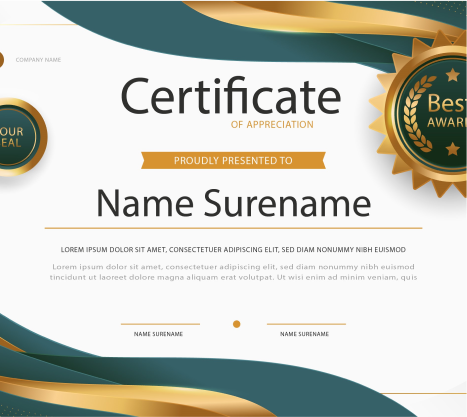 COMPANY NAME
Certificate
OF APPRECIATION
Best
AWAR
OUR
EAL
PROUDLY PRESENTED TO
Name Surename
LOREM IPSUM DOLOR SIT AMET, CONSECTETUER ADIPISCING ELIT, SED DIAM NONUMMY NIBH EUISMOD
Lorem ipsum dolor sit amet, consectetuer adipiscing elit, sed diam nonummy nibh euismod
tincidunt ut laoreet dolore magna aliquam erat volutpat. Ut wisi enim ad minim veniam, quis
NAME SURENAME
NAME SURENAME